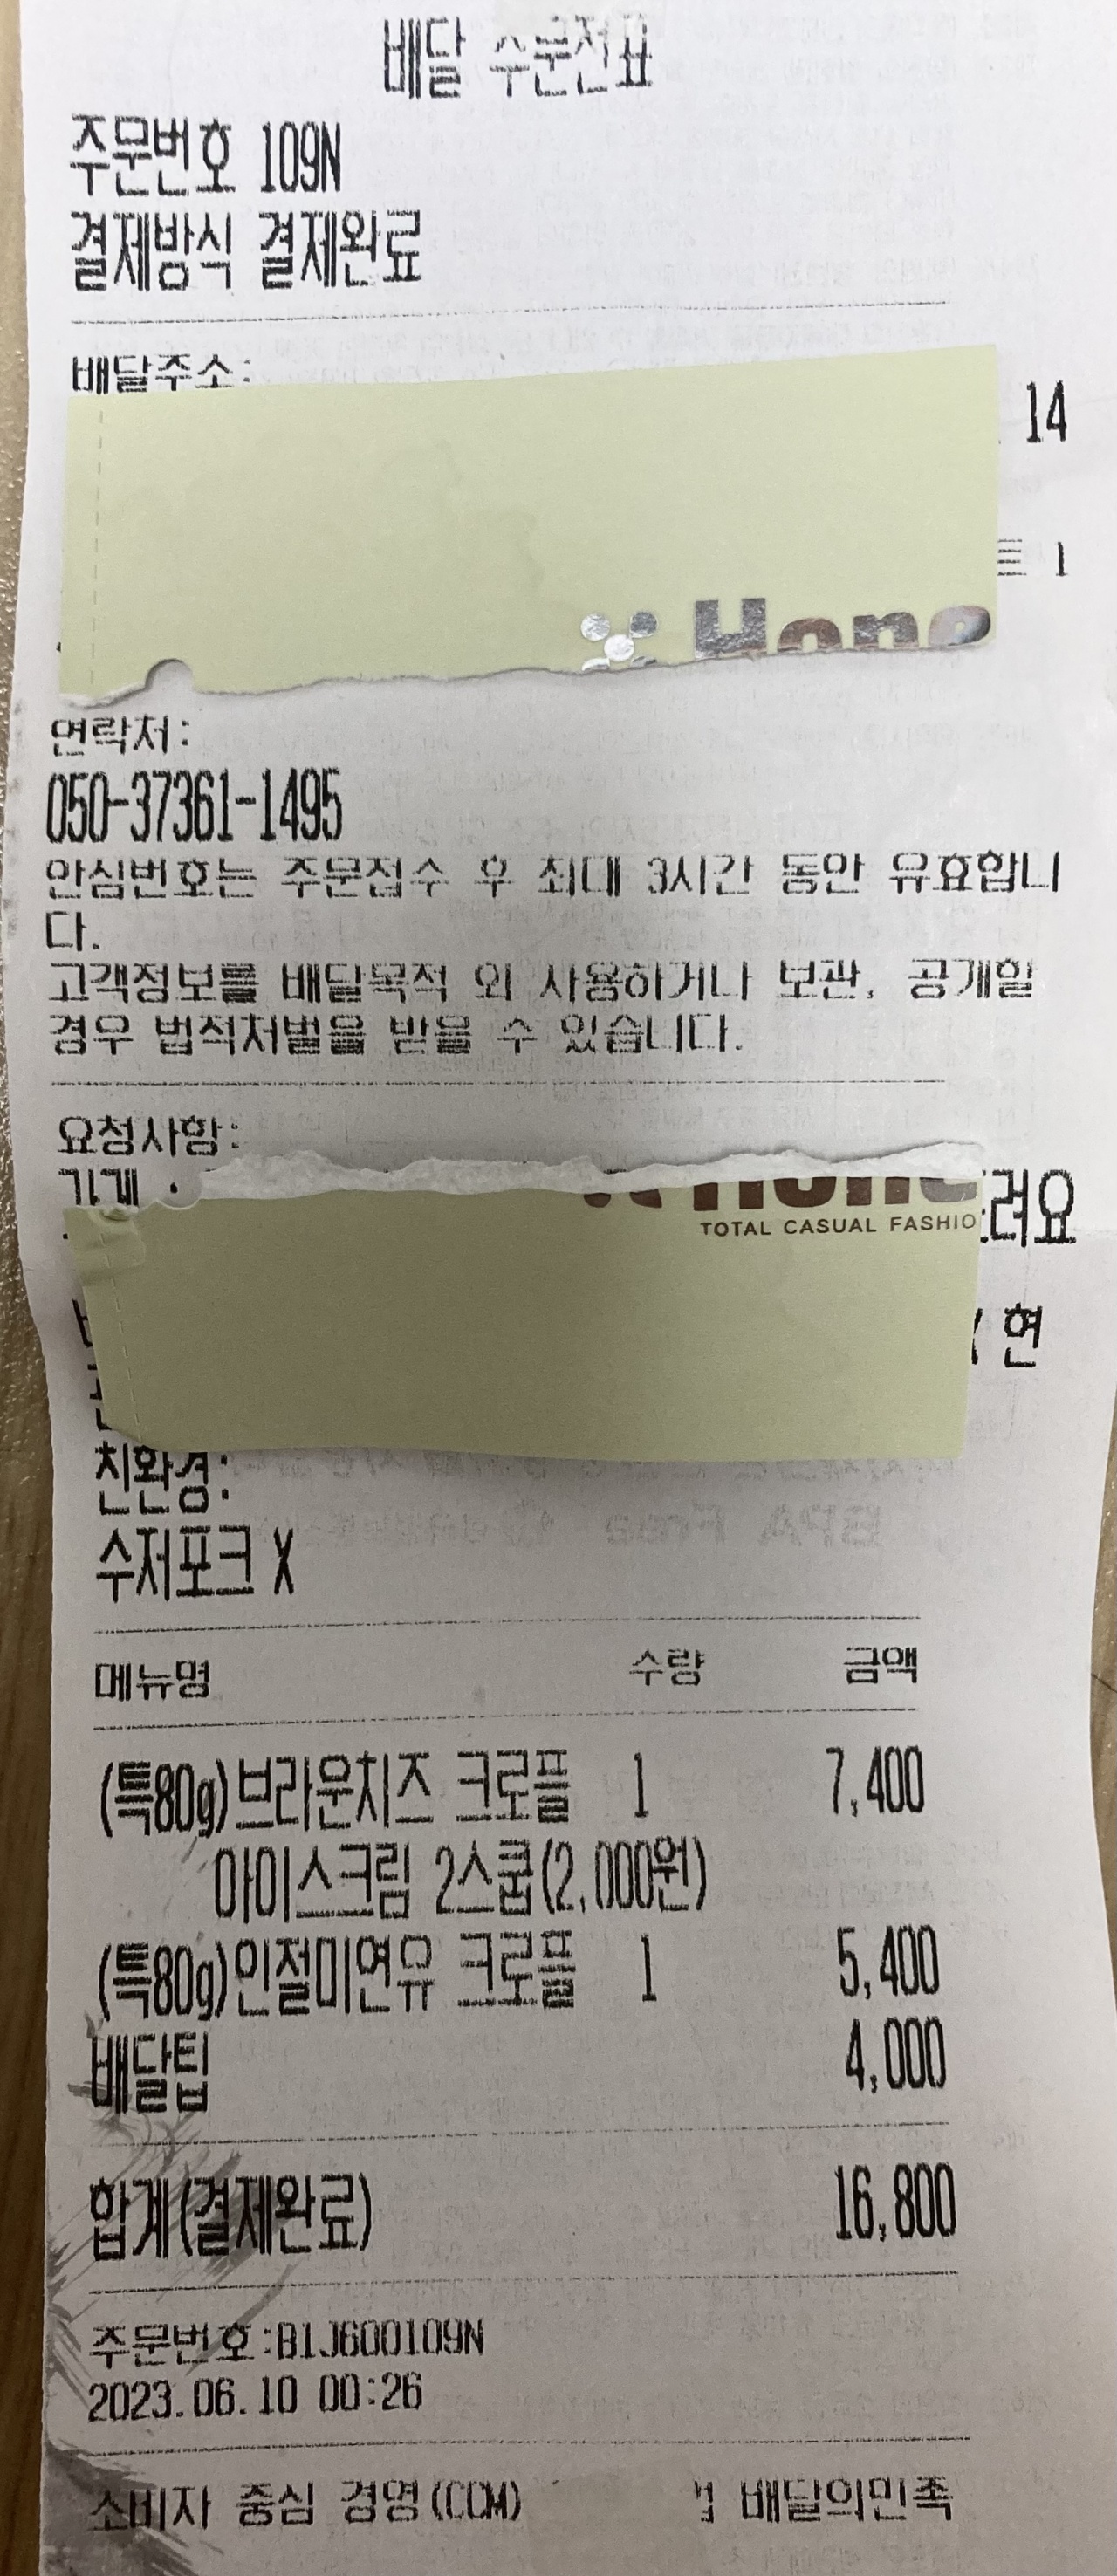 배달 주문전표
주문번호 109N
결제방식 결제완료
배달주소:
14
1
Hone
연락처:
050-37361-1495
안심번호는 주문접수 후 최대 3시간 동안 유효합니
다.
고객정보를 배달목적 외 사용하거나 보관, 공개할
경우 법적처벌을 받을 수 있습니다.
요청사항:
가게 :
려요
TOTAL CASUAL FASHIO
현
친환경:
수저포크 X
메뉴명 수량 금액
(특80g)브라운치즈 크로플 1 7,400
아이스크림 2스쿱(2,000원)
(특80g)인절미연유 크로플 1 5,400
배달팁 4,000
합계(결제완료) 16,800
주문번호:B1J600109N
2023.06.10 00:26
소비자 중심 경영(CCM) 배달의민족